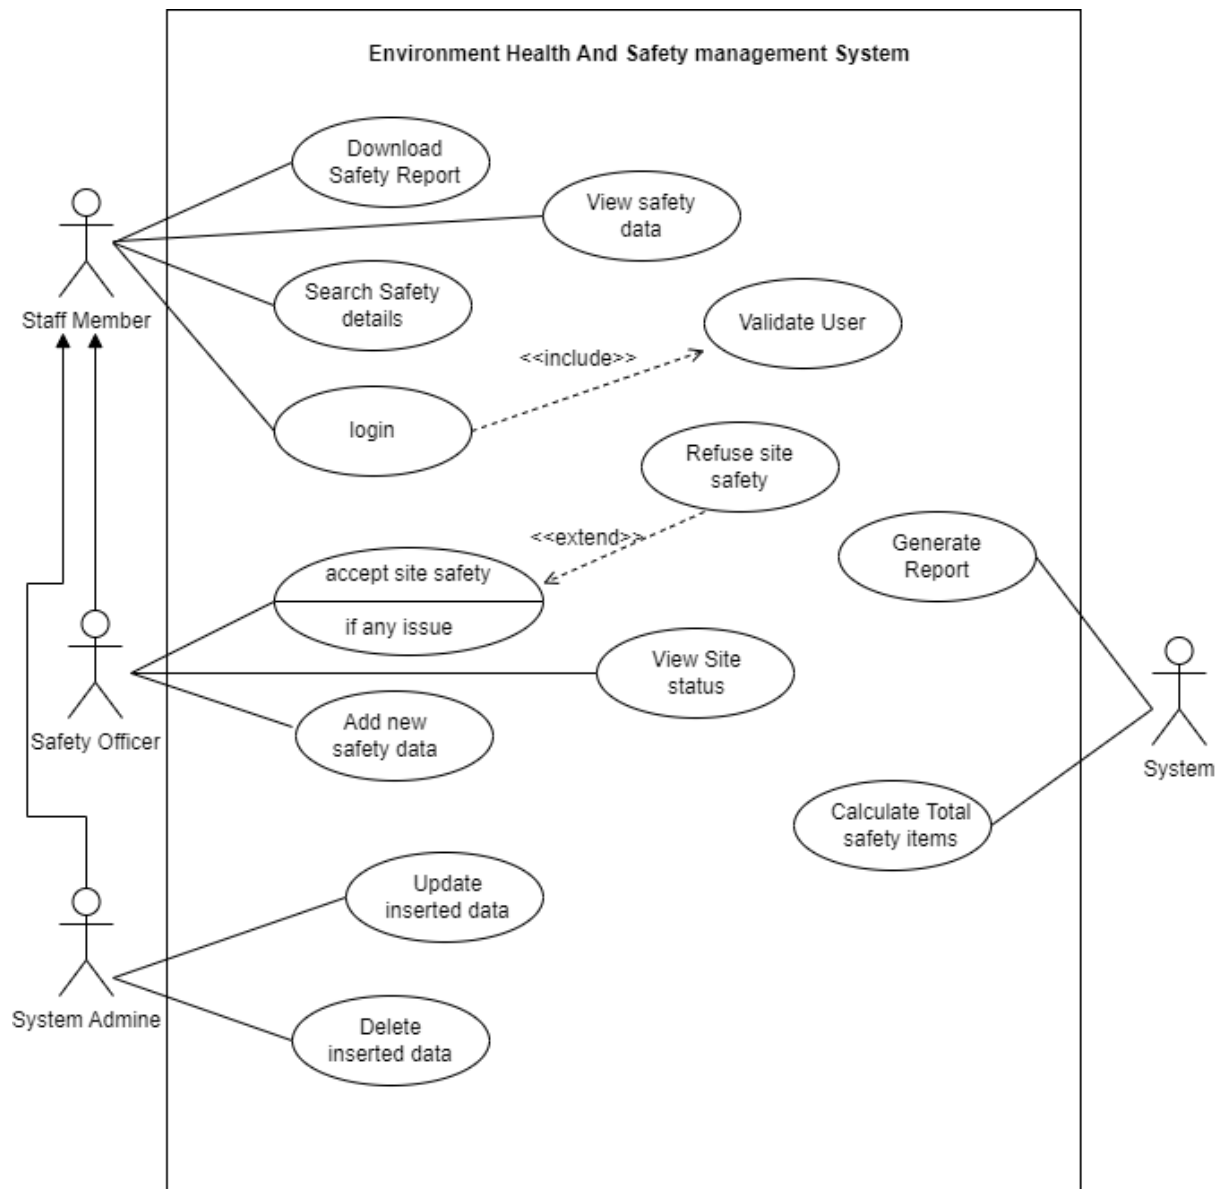 Environment Health And Safety management System
Download
Safety Report
View safety
data
Staff Member
Search Safety
details
Validate User
<<include>>
login
Refuse site
safety
<<extend>>
accept site safety
if any issue
Generate
Report
View Site
status
Safety Officer
Add new
safety data
System
Calculate Total
safety items
Update
inserted data
System Admine
Delete
inserted data